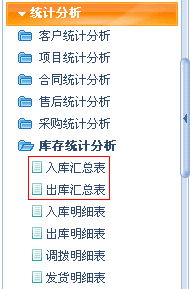 统计分析
客户统计分析
项目统计分析
合同统计分析
售后统计分析
采购统计分析
库存统计分析
入库汇总表
出库汇总表
入库明细表
出库明细表
调拨明细表
发货明细表